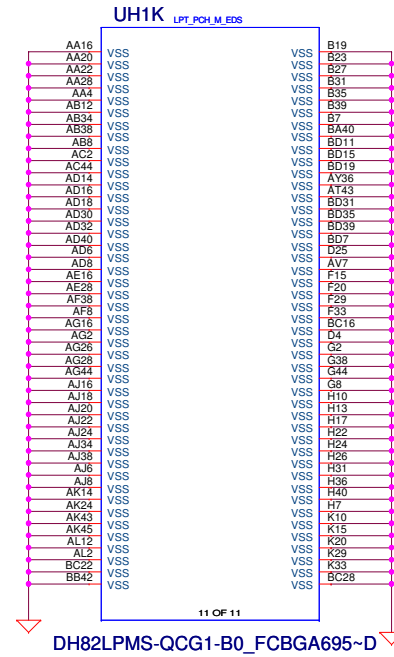 UH1K LPT_PCH_M_EDS
AA16 VSS VSS B19
AA20 VSS VSS B23
AA22 VSS VSS B27
AA28 VSS VSS B31
AA4 VSS VSS B35
AB12 VSS VSS B39
AB34 VSS VSS B7
AB38 VSS VSS BA40
AB8 VSS VSS BD11
AC2 VSS VSS BD15
AC44 VSS VSS BD19
AD14 VSS VSS AY36
AD16 VSS VSS AT43
AD18 VSS VSS BD31
AD30 VSS VSS BD35
AD32 VSS VSS BD39
AD40 VSS VSS BD7
AD6 VSS VSS D25
AD8 VSS VSS AV7
AE16 VSS VSS F15
AE28 VSS VSS F20
AF38 VSS VSS F29
AF8 VSS VSS F33
AG16 VSS VSS BC16
AG2 VSS VSS D4
AG26 VSS VSS G2
AG28 VSS VSS G38
AG44 VSS VSS G44
AJ16 VSS VSS G8
AJ18 VSS VSS H10
AJ20 VSS VSS H13
AJ22 VSS VSS H17
AJ24 VSS VSS H22
AJ34 VSS VSS H24
AJ38 VSS VSS H26
AJ6 VSS VSS H31
AJ8 VSS VSS H36
AK14 VSS VSS H40
AK24 VSS VSS H7
AK43 VSS VSS K10
AK45 VSS VSS K15
AL12 VSS VSS K20
AL2 VSS VSS K29
BC22 VSS VSS K33
BB42 VSS VSS BC28
11 OF 11
DH82LPMS-QCG1-B0_FCBGA695~D